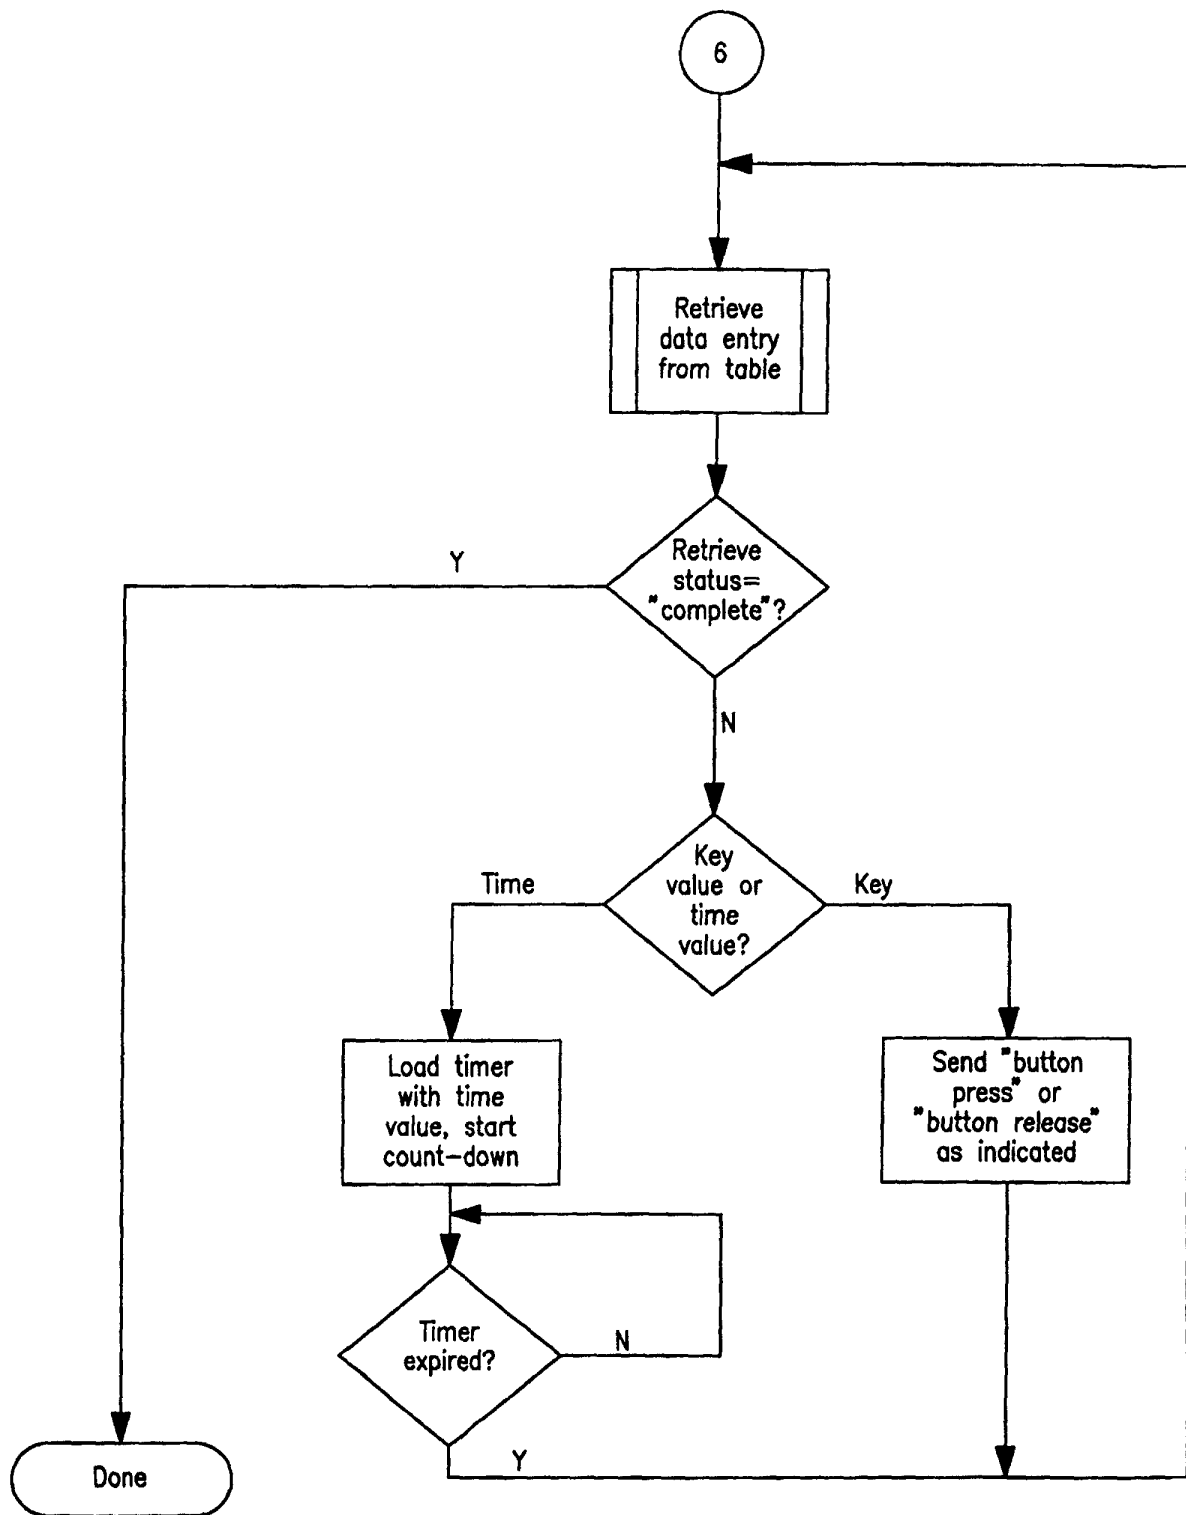 6
Retrieve
data entry
from table
Retrieve
status=
"complete"?
Y
N
Key
value or
time
value?
Time
Key
Load timer
with time
value, start
count-down
Send "button
press" or
"button release"
as indicated
Timer
expired?
N
Y
Done